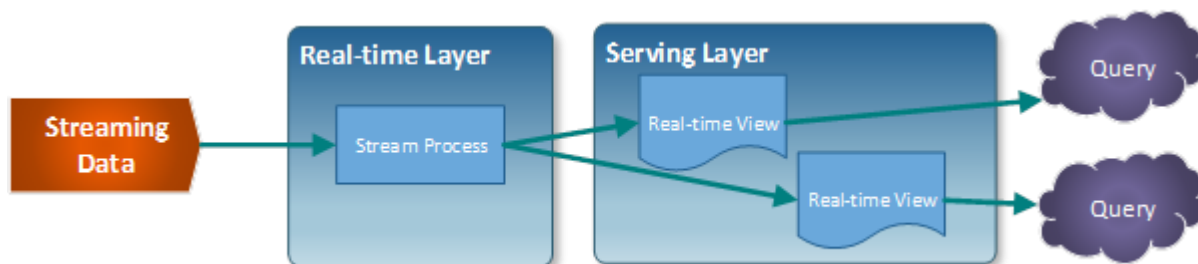 Real-time Layer
Serving Layer
Query
Streaming
Data
Stream Process
Real-time View
Real-time View
Query